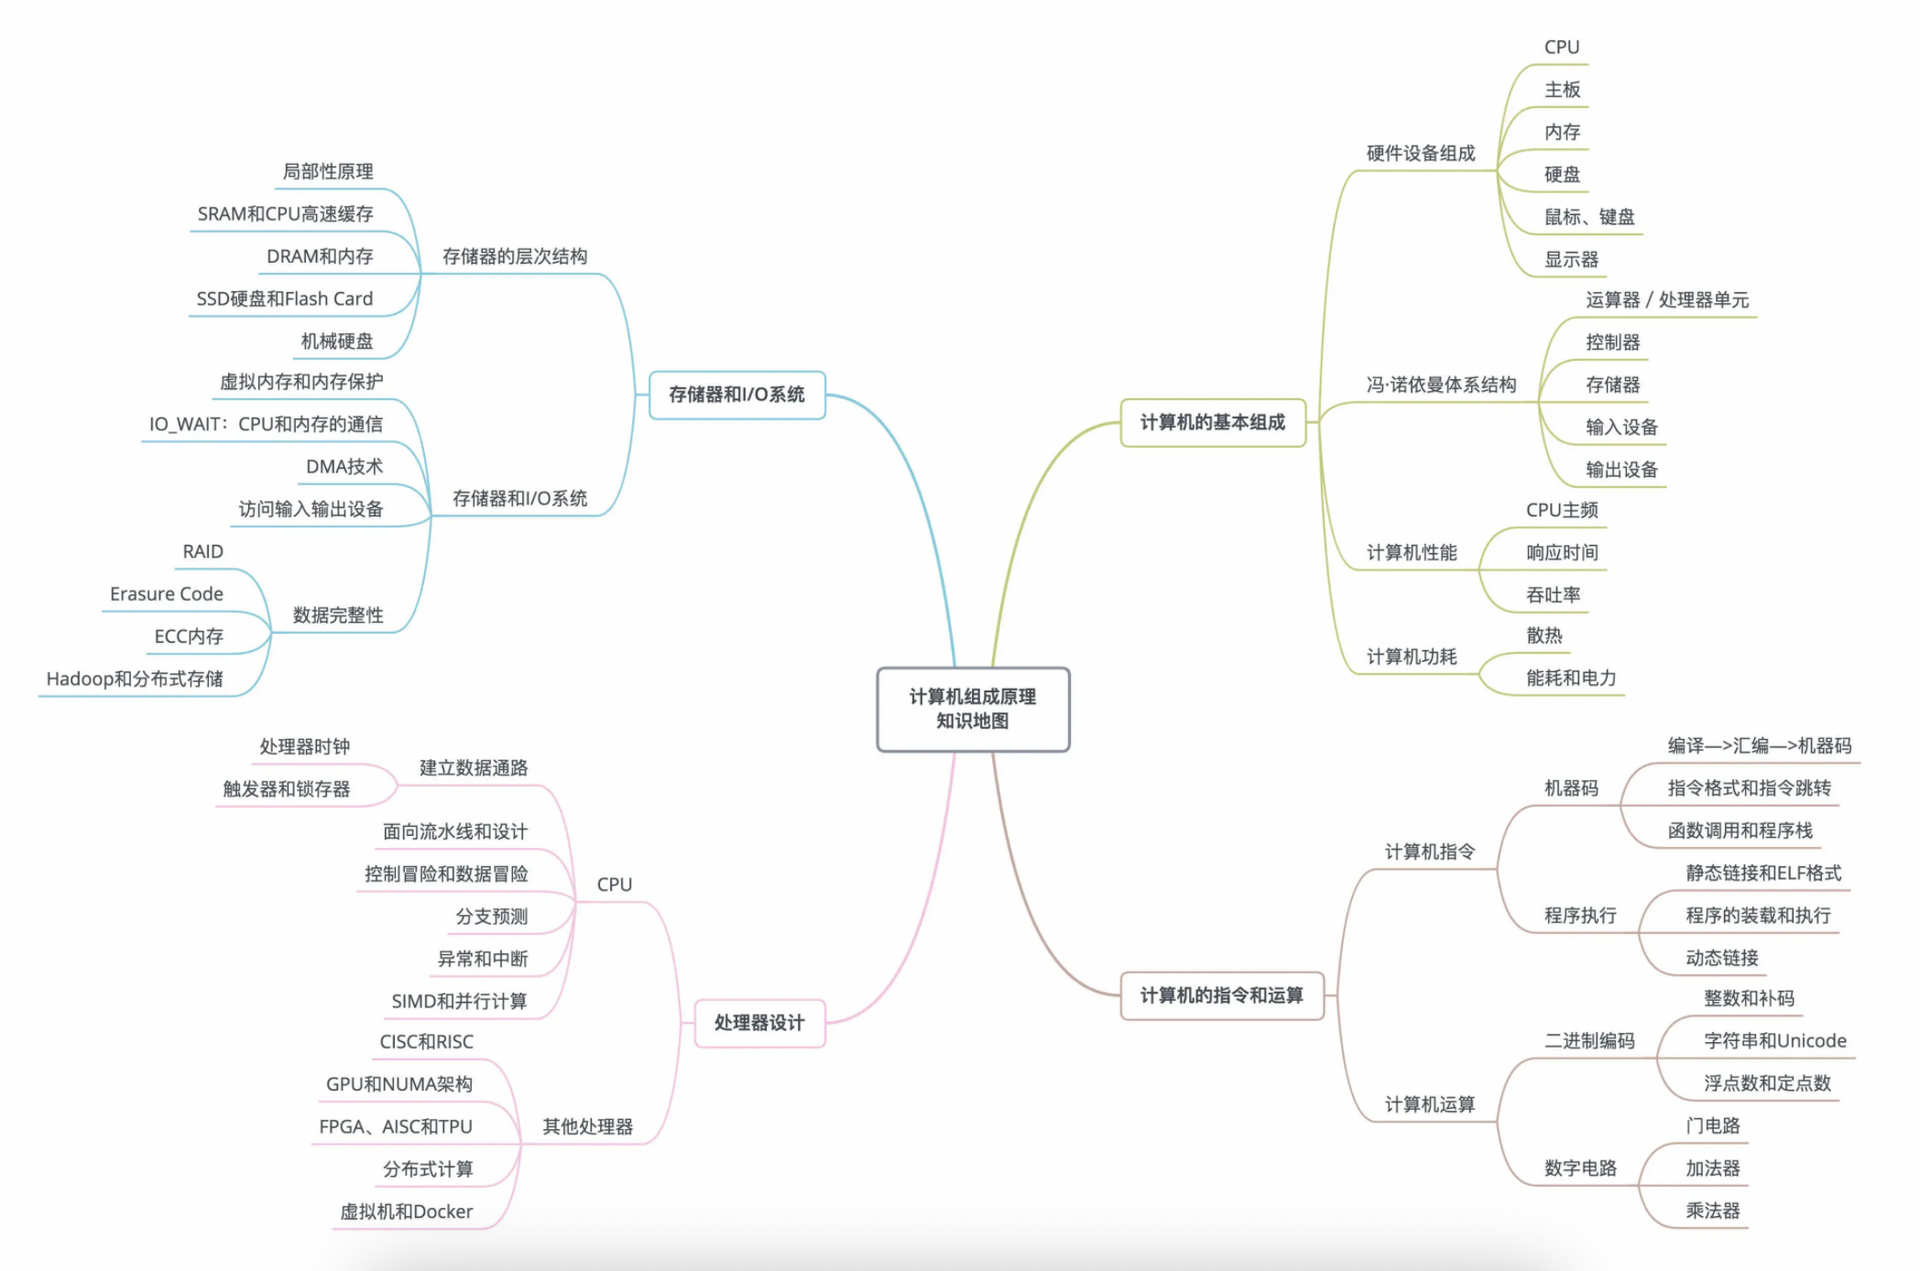 计算机组成原理
知识地图
计算机的基本组成
硬件设备组成
CPU
主板
内存
硬盘
鼠标、键盘
显示器
冯·诺依曼体系结构
运算器 / 处理器单元
控制器
存储器
输入设备
输出设备
计算机性能
CPU主频
响应时间
吞吐率
计算机功耗
散热
能耗和电力
计算机的指令和运算
计算机指令
机器码
编译—>汇编—>机器码
指令格式和指令跳转
函数调用和程序栈
程序执行
静态链接和ELF格式
程序的装载和执行
动态链接
计算机运算
二进制编码
整数和补码
字符串和Unicode
浮点数和定点数
数字电路
门电路
加法器
乘法器
存储器和I/O系统
存储器的层次结构
局部性原理
SRAM和CPU高速缓存
DRAM和内存
SSD硬盘和Flash Card
机械硬盘
存储器和I/O系统
虚拟内存和内存保护
IO_WAIT：CPU和内存的通信
DMA技术
访问输入输出设备
数据完整性
RAID
Erasure Code
ECC内存
Hadoop和分布式存储
处理器设计
CPU
建立数据通路
处理器时钟
触发器和锁存器
面向流水线和设计
控制冒险和数据冒险
分支预测
异常和中断
SIMD和并行计算
其他处理器
CISC和RISC
GPU和NUMA架构
FPGA、AISC和TPU
分布式计算
虚拟机和Docker